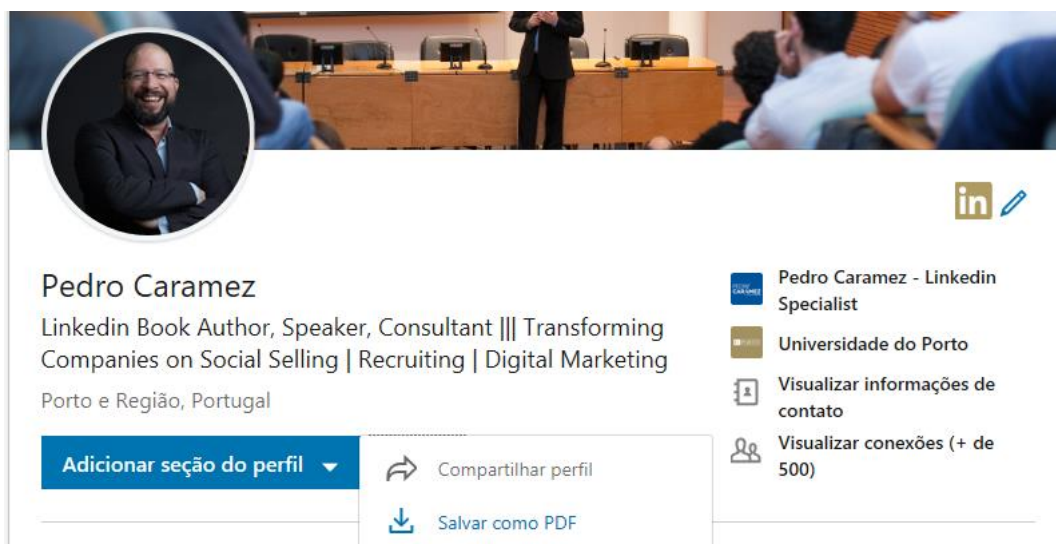 in
Pedro Caramez
Linkedin Book Author, Speaker, Consultant ||| Transforming
Companies on Social Selling | Recruiting | Digital Marketing
Porto e Região, Portugal
Adicionar seção do perfil
Compartilhar perfil
Salvar como PDF
Pedro Caramez - Linkedin
Specialist
Universidade do Porto
Visualizar informações de
contato
Visualizar conexões (+ de
500)